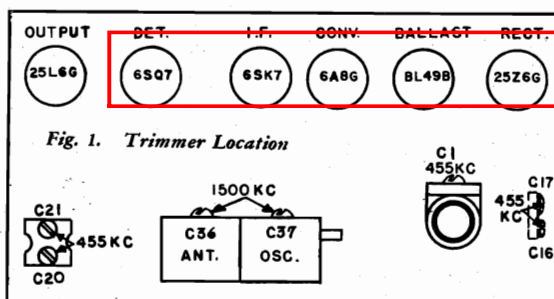 OUTPUT DET. I.F. CONV. BALLAST RECT.
25L6G 6SQ7 6SK7 6A8G BL49B 25Z6G
Fig. 1. Trimmer Location
C1
455KC
1500 KC
C17
C21
455
KC
C36 C37
455KC
ANT. OSC.
C16
C20